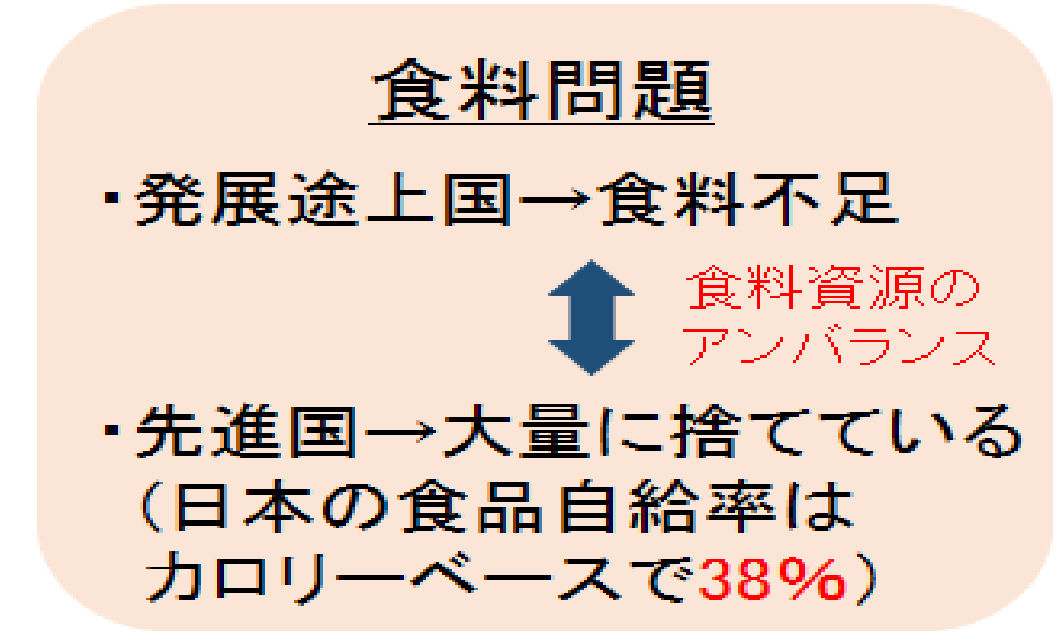 食料問題
・発展途上国→食料不足
食料資源の
アンバランス
・先進国→大量に捨てている
（日本の食品自給率は
カロリーベースで38%）